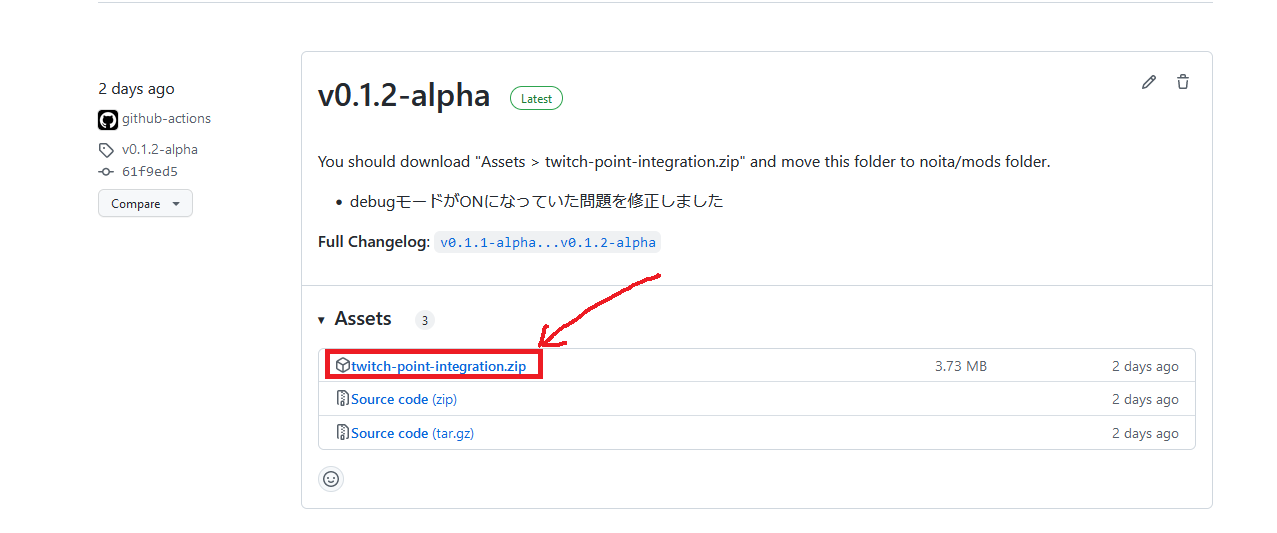 2 days ago
github-actions
v0.1.2-alpha
61f9ed5
Compare
v0.1.2-alpha Latest
You should download "Assets > twitch-point-integration.zip" and move this folder to noita/mods folder.
• debugモードがONになっていた問題を修正しました
Full Changelog: v0.1.1-alpha...v0.1.2-alpha
Assets 3
twitch-point-integration.zip 3.73 MB 2 days ago
Source code (zip) 2 days ago
Source code (tar.gz) 2 days ago